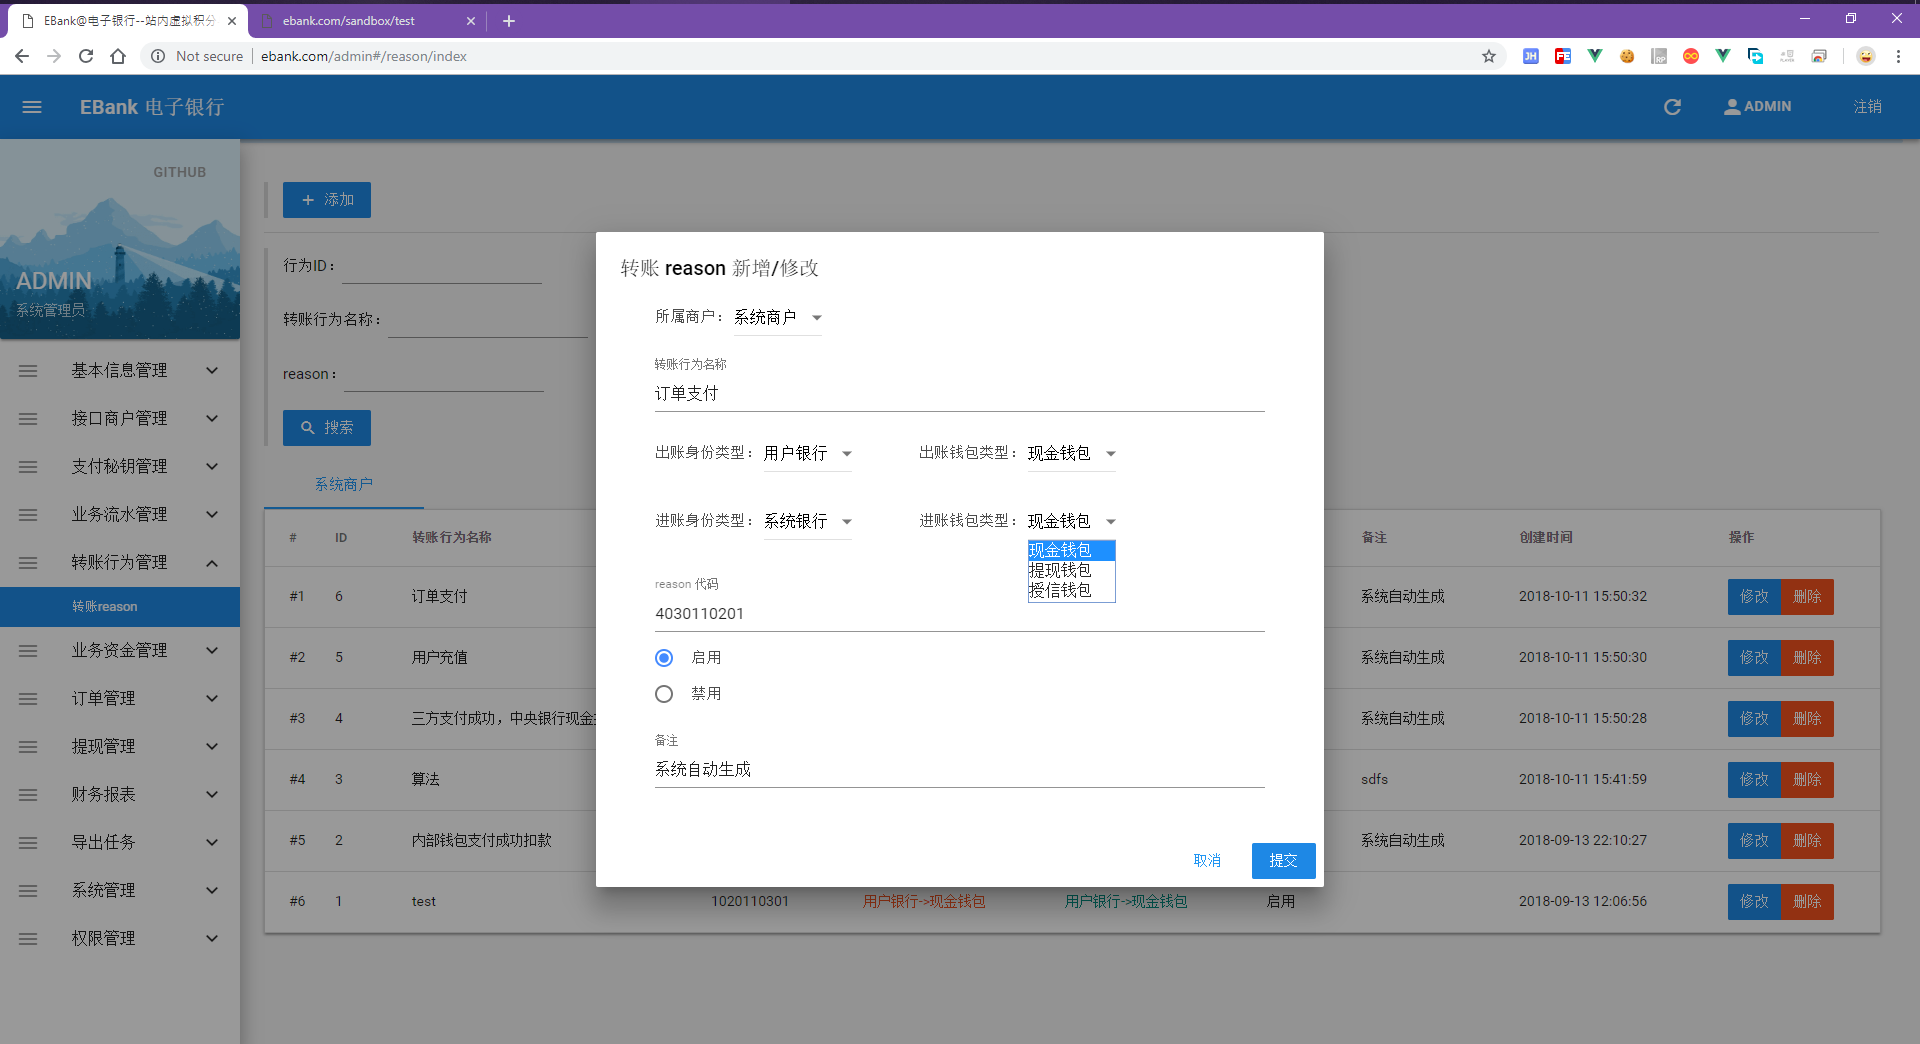 EBank@电子银行--站内虚拟积分
ebank.com/sandbox/test
Not secure
ebank.com/admin#/reason/index
EBank 电子银行
ADMIN
注销
GITHUB
ADMIN
系统管理员
基本信息管理
接口商户管理
支付秘钥管理
业务流水管理
转账行为管理
转账reason
业务资金管理
订单管理
提现管理
财务报表
导出任务
系统管理
权限管理
+ 添加
行为ID：
转账行为名称：
reason：
搜索
系统商户
# ID 转账行为名称 备注 创建时间 操作
#1 6 订单支付 系统自动生成 2018-10-11 15:50:32 修改 删除
#2 5 用户充值 系统自动生成 2018-10-11 15:50:30 修改 删除
#3 4 三方支付成功，中央银行现金 系统自动生成 2018-10-11 15:50:28 修改 删除
#4 3 算法 sdfs 2018-10-11 15:41:59 修改 删除
#5 2 内部钱包支付成功扣款 系统自动生成 2018-09-13 22:10:27 修改 删除
#6 1 test 1020110301 用户银行->现金钱包 用户银行->现金钱包 启用 2018-09-13 12:06:56 修改 删除
转账 reason 新增/修改
所属商户： 系统商户
转账行为名称
订单支付
出账身份类型： 用户银行 出账钱包类型： 现金钱包
进账身份类型： 系统银行 进账钱包类型： 现金钱包
现金钱包
提现钱包
授信钱包
reason 代码
4030110201
启用
禁用
备注
系统自动生成
取消 提交